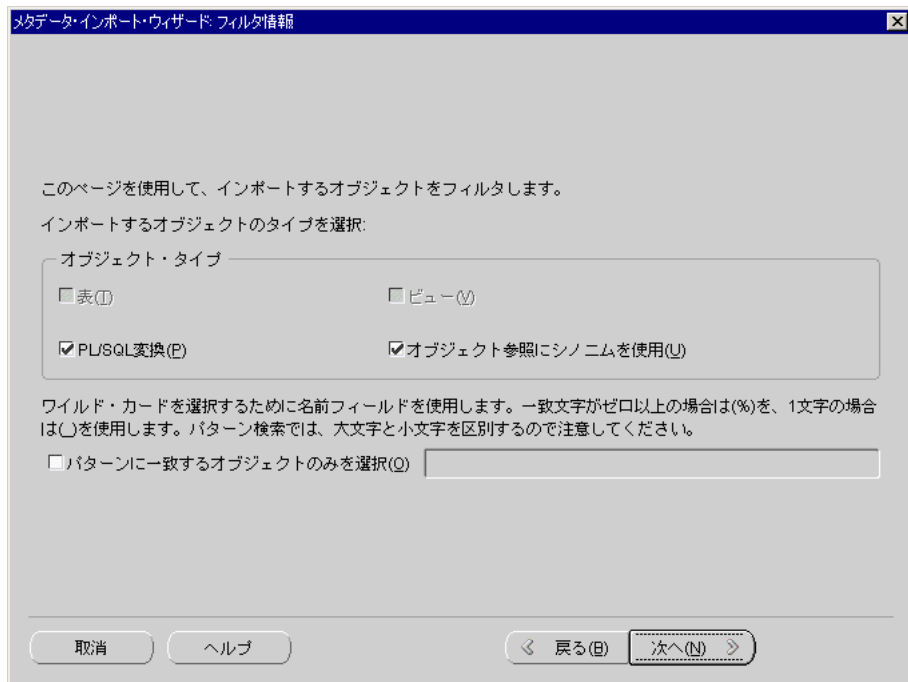 メタデータ・インポート・ウィザード: フィルタ情報
このページを使用して、インポートするオブジェクトをフィルタします。
インポートするオブジェクトのタイプを選択:
オブジェクト・タイプ
表(T) ビュー(V)
PL/SQL変換(P) オブジェクト参照にシノニムを使用(U)
ワイルド・カードを選択するために名前フィールドを使用します。一致文字がゼロ以上の場合は(%)を、1文字の場合
は(_)を使用します。パターン検索では、大文字と小文字を区別するので注意してください。
パターンに一致するオブジェクトのみを選択(O)
取消 ヘルプ 戻る(B) 次へ(N)